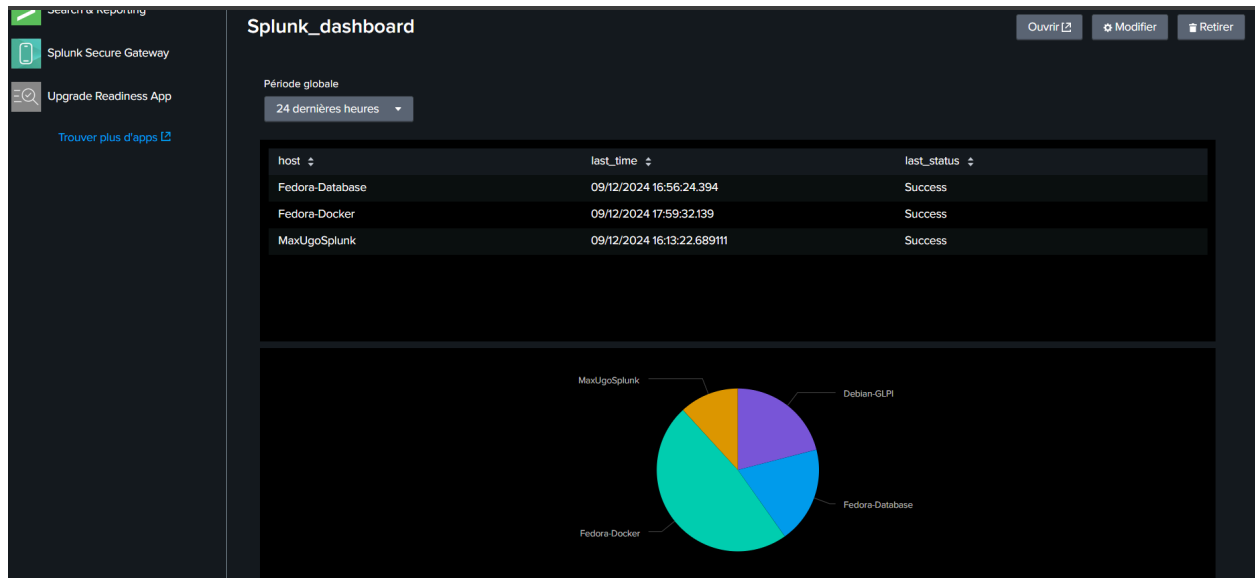 Search & Reporting
Splunk_dashboard
Ouvrir
Modifier
Retirer
Splunk Secure Gateway
Upgrade Readiness App
Trouver plus d'apps
Période globale
24 dernières heures
host last_time last_status
Fedora-Database 09/12/2024 16:56:24.394 Success
Fedora-Docker 09/12/2024 17:59:32.139 Success
MaxUgoSplunk 09/12/2024 16:13:22.689111 Success
MaxUgoSplunk
Debian-GLPI
Fedora-Database
Fedora-Docker